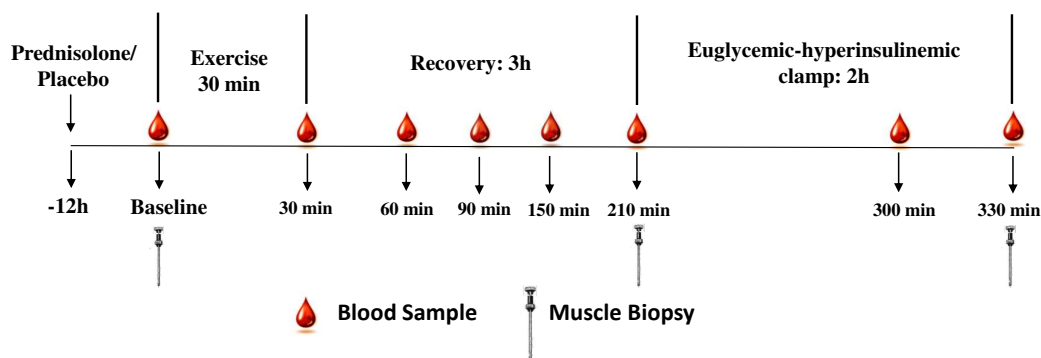 Prednisolone/
Placebo
Exercise
30 min
Recovery: 3h
Euglycemic-hyperinsulinemic
clamp: 2h
-12h
Baseline
30 min
60 min
90 min
150 min
210 min
300 min
330 min
Blood Sample
Muscle Biopsy